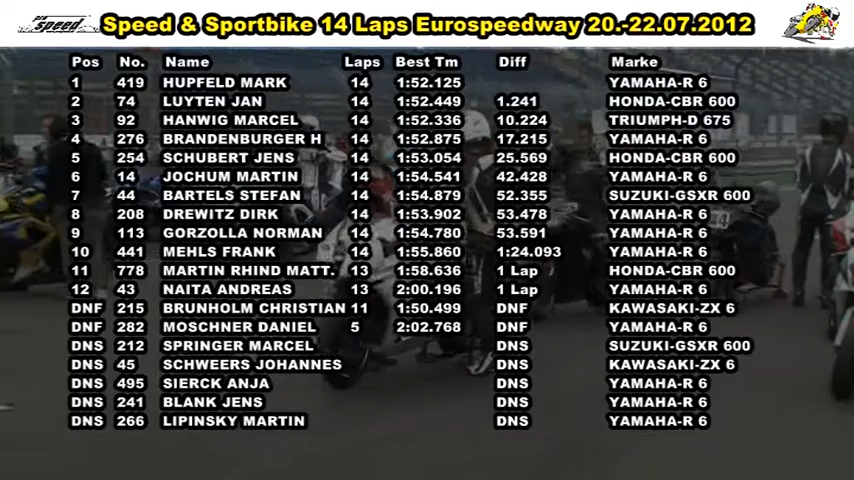 speed Speed & Sportbike 14 Laps Eurospeedway 20.-22.07.2012
Pos No. Name Laps Best Tm Diff Marke
1 419 HUPFELD MARK 14 1:52.125 YAMAHA-R 6
2 74 LUYTEN JAN 14 1:52.449 1.241 HONDA-CBR 600
3 92 HANWIG MARCEL 14 1:52.336 10.224 TRIUMPH-D 675
4 276 BRANDENBURGER H 14 1:52.875 17.215 YAMAHA-R 6
5 254 SCHUBERT JENS 14 1:53.054 25.569 HONDA-CBR 600
6 14 JOCHUM MARTIN 14 1:54.541 42.428 YAMAHA-R 6
7 44 BARTELS STEFAN 14 1:54.879 52.355 SUZUKI-GSXR 600
8 208 DREWITZ DIRK 14 1:53.902 53.478 YAMAHA-R 6
9 113 GORZOLLA NORMAN 14 1:54.780 53.591 YAMAHA-R 6
10 441 MEHLS FRANK 14 1:55.860 1:24.093 YAMAHA-R 6
11 778 MARTIN RHIND MATT. 13 1:58.636 1 Lap HONDA-CBR 600
12 43 NAITA ANDREAS 13 2:00.196 1 Lap YAMAHA-R 6
DNF 215 BRUNHOLM CHRISTIAN 11 1:50.499 DNF KAWASAKI-ZX 6
DNF 282 MOSCHNER DANIEL 5 2:02.768 DNF YAMAHA-R 6
DNS 212 SPRINGER MARCEL DNS SUZUKI-GSXR 600
DNS 45 SCHWEERS JOHANNES DNS KAWASAKI-ZX 6
DNS 495 SIERCK ANJA DNS YAMAHA-R 6
DNS 241 BLANK JENS DNS YAMAHA-R 6
DNS 266 LIPINSKY MARTIN DNS YAMAHA-R 6